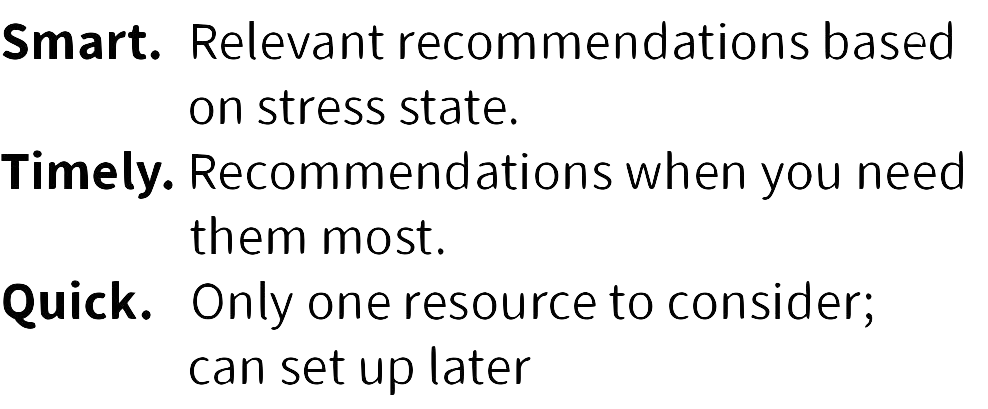 Smart. Relevant recommendations based
on stress state.
Timely. Recommendations when you need
them most.
Quick. Only one resource to consider;
can set up later